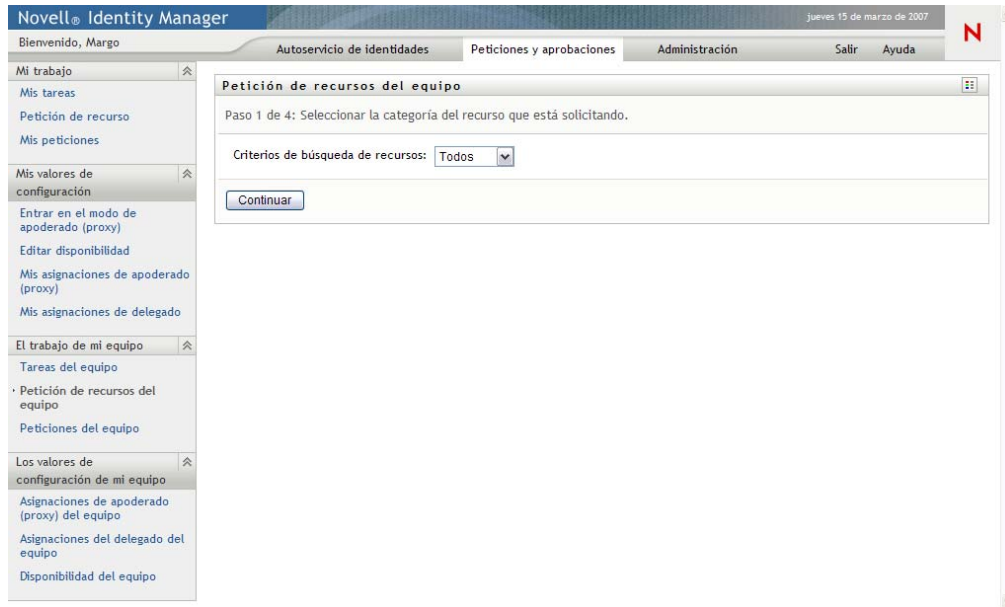 Novell® Identity Manager
jueves 15 de marzo de 2007
N
Bienvenido, Margo
Autoservicio de identidades
Peticiones y aprobaciones
Administración
Salir
Ayuda
Mi trabajo
Mis tareas
Petición de recurso
Mis peticiones
Mis valores de
configuración
Entrar en el modo de
apoderado (proxy)
Editar disponibilidad
Mis asignaciones de apoderado
(proxy)
Mis asignaciones de delegado
El trabajo de mi equipo
Tareas del equipo
Petición de recursos del
equipo
Peticiones del equipo
Los valores de
configuración de mi equipo
Asignaciones de apoderado
(proxy) del equipo
Asignaciones del delegado del
equipo
Disponibilidad del equipo
Petición de recursos del equipo
Paso 1 de 4: Seleccionar la categoría del recurso que está solicitando.
Criterios de búsqueda de recursos: Todos
Continuar